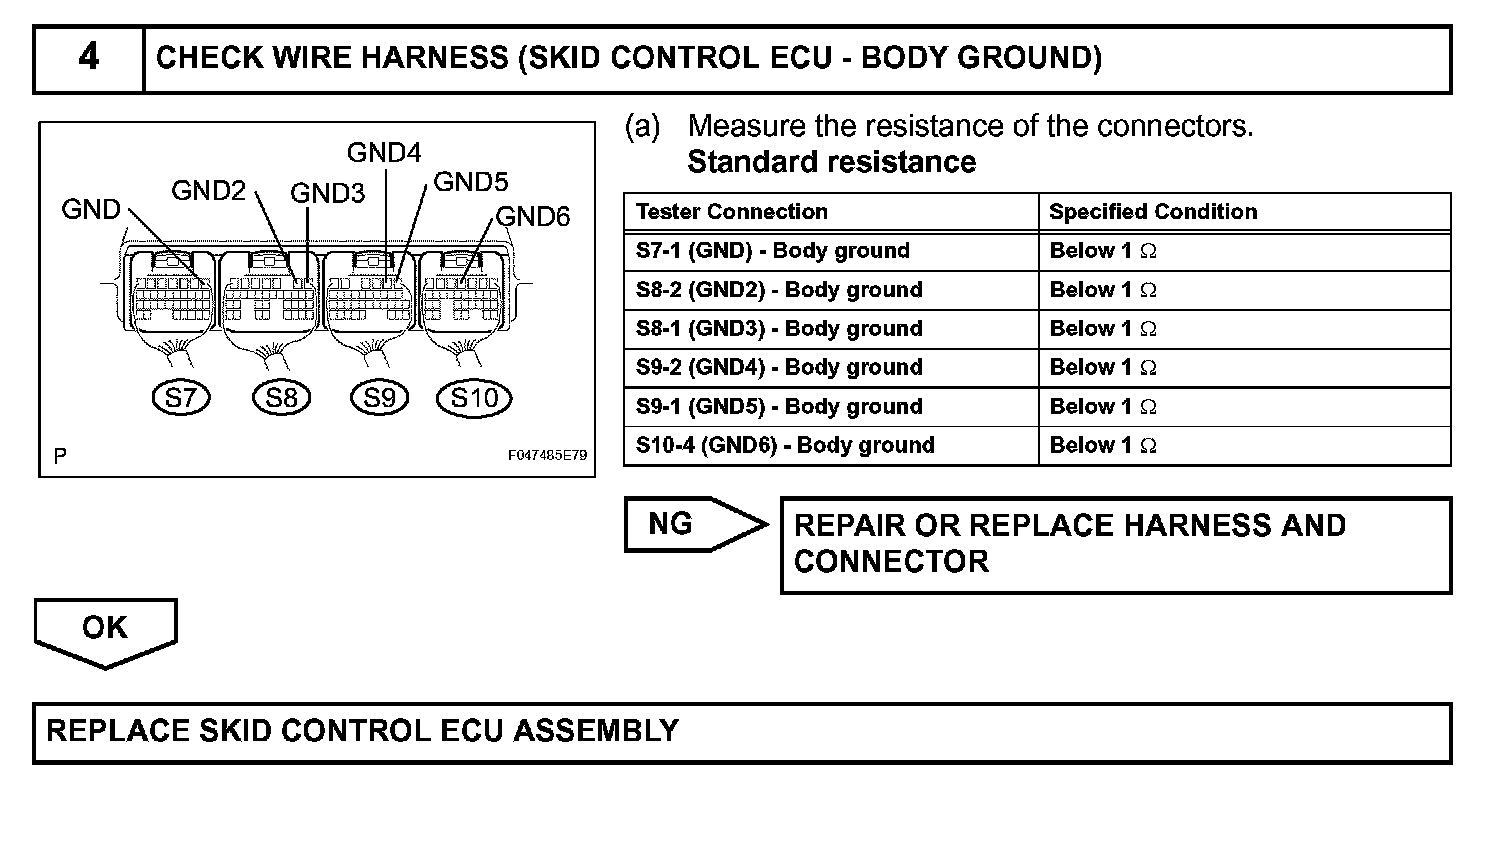 4 CHECK WIRE HARNESS (SKID CONTROL ECU - BODY GROUND)
GND4
GND2 GND3 GND5
GND GND6
S7 S8 S9 S10
P F047485E79
(a) Measure the resistance of the connectors.
Standard resistance
Tester Connection Specified Condition
S7-1 (GND) - Body ground Below 1 Ω
S8-2 (GND2) - Body ground Below 1 Ω
S8-1 (GND3) - Body ground Below 1 Ω
S9-2 (GND4) - Body ground Below 1 Ω
S9-1 (GND5) - Body ground Below 1 Ω
S10-4 (GND6) - Body ground Below 1 Ω
NG REPAIR OR REPLACE HARNESS AND
CONNECTOR
OK
REPLACE SKID CONTROL ECU ASSEMBLY